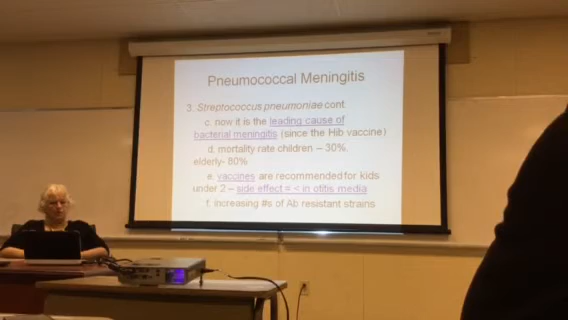 Pneumococcal Meningitis
3. Streptococcus pneumoniae cont
c. now it is the leading cause of
bacterial meningitis (since the Hib vaccine)
d. mortality rate children – 30%,
elderly- 80%
e. vaccines are recommended for kids
under 2 – side effect = < in otitis media
f. increasing #s of Ab resistant strains